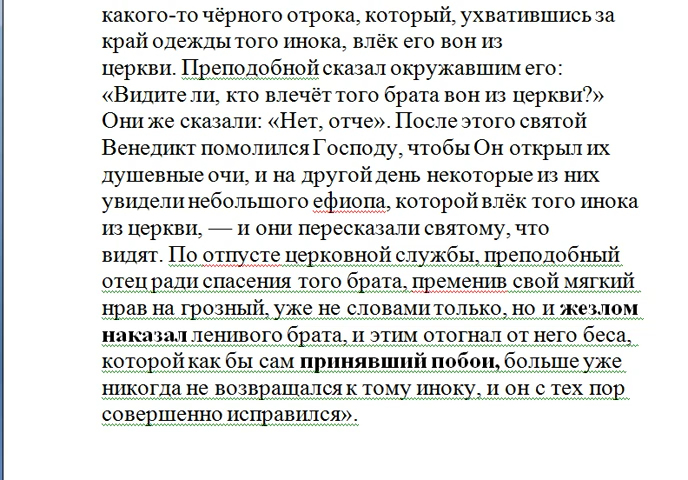 какого-то чёрного отрока, который, ухватившись за
край одежды того инока, влёк его вон из
церкви. Преподобной сказал окружавшим его:
«Видите ли, кто влечёт того брата вон из церкви?»
Они же сказали: «Нет, отче». После этого святой
Венедикт помолился Господу, чтобы Он открыл их
душевные очи, и на другой день некоторые из них
увидели небольшого ефиопа, которой влёк того инока
из церкви, — и они пересказали святому, что
видят. По отпусте церковной службы, преподобный
отец ради спасения того брата, пременив свой мягкий
нрав на грозный, уже не словами только, но и жезлом
наказал ленивого брата, и этим отогнал от него беса,
которой как бы сам принявший побои, больше уже
никогда не возвращался к тому иноку, и он с тех пор
совершенно исправился».